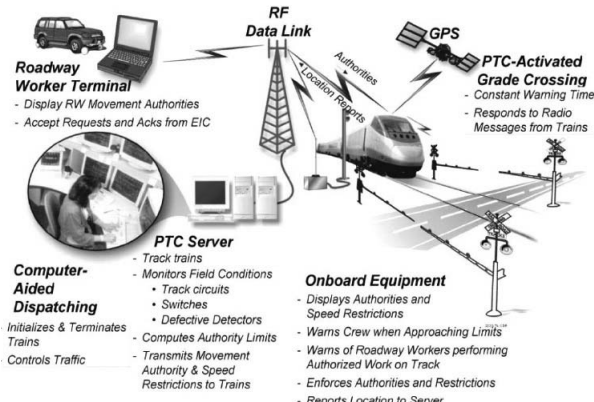 RF
Data Link
GPS
Authorities
Location Reports
Roadway
Worker Terminal
- Display RW Movement Authorities
- Accept Requests and Acks from EIC
PTC-Activated
Grade Crossing
- Constant Warning Time
- Responds to Radio
Messages from Trains
Computer-
Aided
Dispatching
- Initializes & Terminates
Trains
- Controls Traffic
PTC Server
- Track trains
- Monitors Field Conditions
• Track circuits
• Switches
• Defective Detectors
- Computes Authority Limits
- Transmits Movement
Authority & Speed
Restrictions to Trains
Onboard Equipment
- Displays Authorities and
Speed Restrictions
- Warns Crew when Approaching Limits
- Warns of Roadway Workers performing
Authorized Work on Track
- Enforces Authorities and Restrictions
- Reports Location to Server